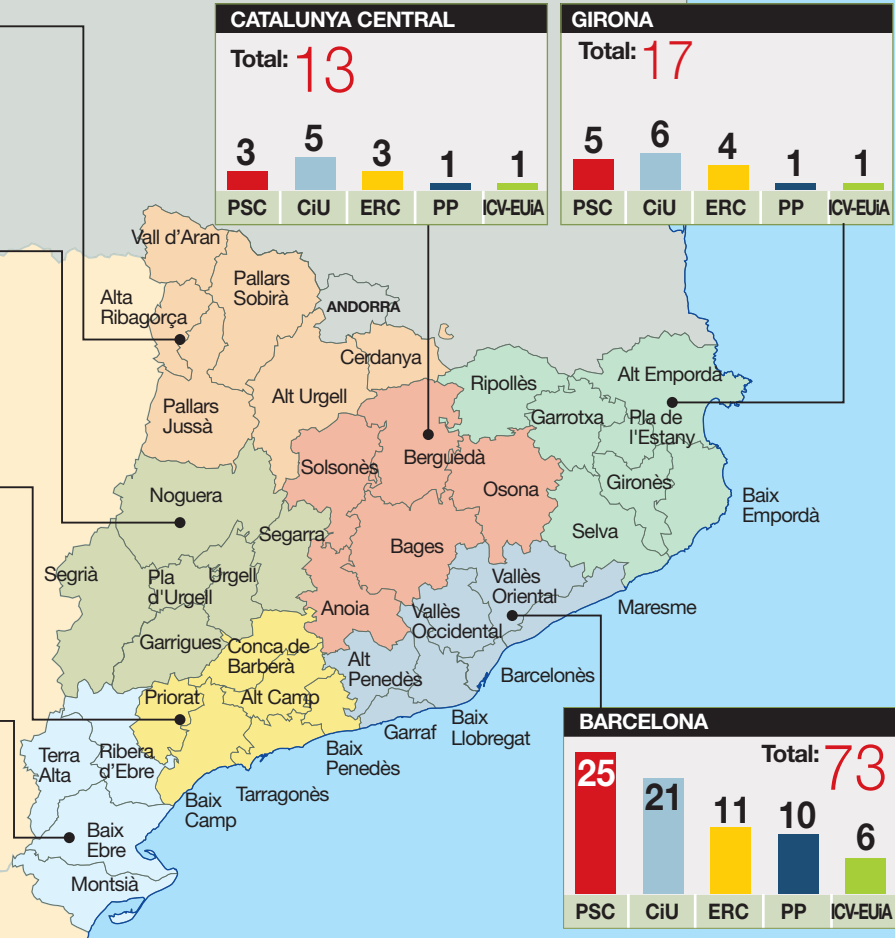 CATALUNYA CENTRAL
Total: 13
3 5 3 1 1
PSC CiU ERC PP ICV-EUiA
GIRONA
Total: 17
5 6 4 1 1
PSC CiU ERC PP ICV-EUiA
Vall d'Aran
Pallars
Sobirà
Alta
Ribagorça
ANDORRA
Cerdanya
Alt Urgell
Pallars
Jussà
Ripollès
Alt Empordà
Garrotxa
Pla de
l'Estany
Solsonès
Berguedà
Osona
Gironès
Baix
Empordà
Noguera
Segarra
Bages
Selva
Segrià
Pla
d'Urgell
Urgell
Anoia
Vallès
Oriental
Vallès
Occidental
Maresme
Garrigues
Conca de
Barberà
Alt
Penedès
Barcelonès
Priorat
Alt Camp
Garraf
Baix
Llobregat
Baix
Penedès
Terra
Alta
Ribera
d'Ebre
Tarragonès
Baix
Camp
Baix
Ebre
Montsià
BARCELONA
Total: 73
25 21 11 10 6
PSC CiU ERC PP ICV-EUiA